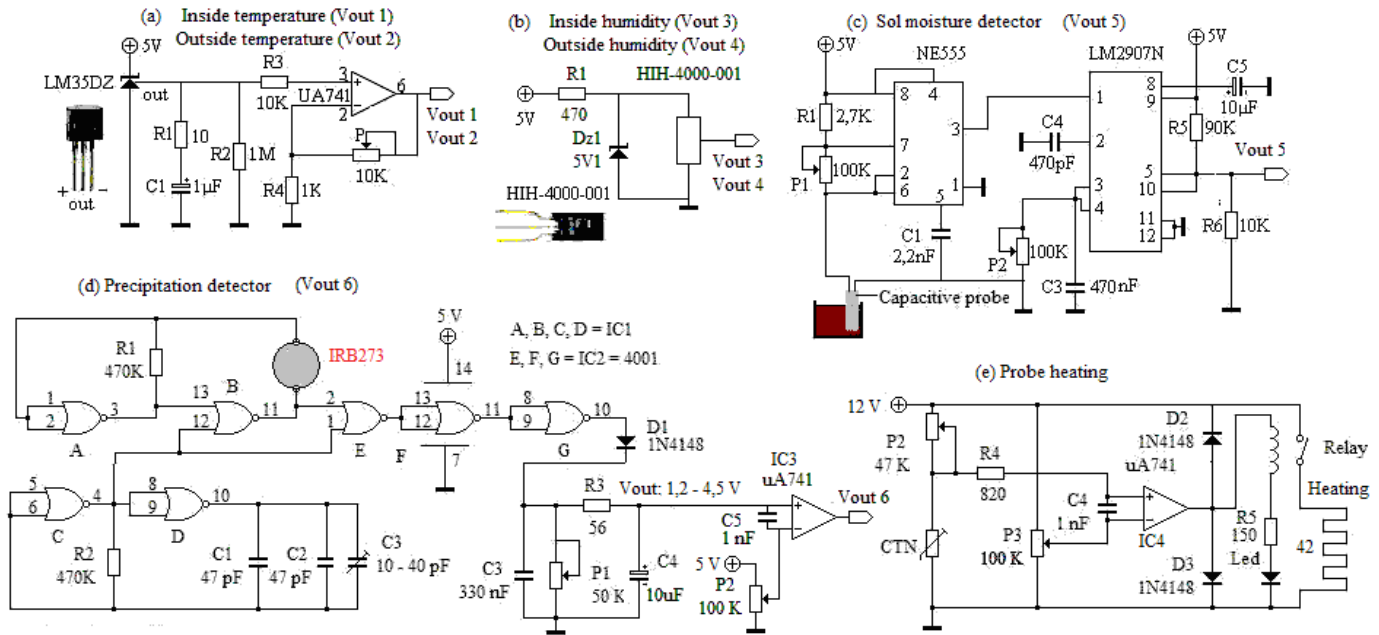 (a) Inside temperature (Vout 1)
Outside temperature (Vout 2)
5V
LM35DZ
out
R3
10K
3
+
6
UA741
2
−
Vout 1
Vout 2
R1
10
R2
1M
P
10K
C1
+
1µF
R4
1K
+ −
out
(b) Inside humidity (Vout 3)
Outside humidity (Vout 4)
R1
HIH-4000-001
5V
470
Dz1
5V1
Vout 3
Vout 4
HIH-4000-001
(c) Sol moisture detector (Vout 5)
5V
NE555
LM2907N
5V
8
4
R1
2,7K
7
3
P1
100K
2
6
5
1
C1
2,2nF
1
2
C4
470pF
3
4
8
9
C5
+
10µF
R5
90K
5
10
Vout 5
11
12
R6
10K
P2
100K
C3
470nF
Capacitive probe
(d) Precipitation detector (Vout 6)
5 V
A, B, C, D = IC1
E, F, G = IC2 = 4001
R1
470K
IRB273
14
1
2
3
A
B
13
12
11
2
1
E
13
12
11
F
7
8
9
10
G
D1
1N4148
5
6
4
C
8
9
10
D
R2
470K
C1
47 pF
C2
47 pF
C3
10 - 40 pF
R3
56
Vout: 1,2 - 4,5 V
IC3
uA741
+
−
Vout 6
C5
1 nF
C3
330 nF
P1
50 K
C4
+
10uF
5 V
P2
100 K
(e) Probe heating
12 V
P2
47 K
R4
820
D2
1N4148
uA741
Relay
C4
1 nF
+
−
IC4
Heating
CTN
P3
100 K
R5
150
Led
42
D3
1N4148